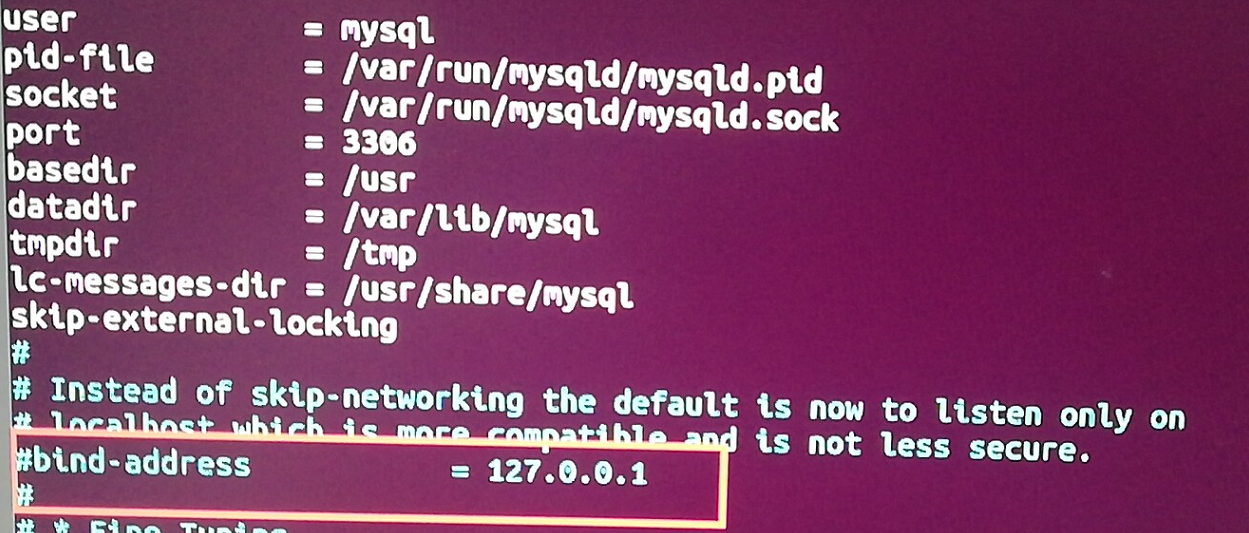 user = mysql
pid-file = /var/run/mysqld/mysqld.pid
socket = /var/run/mysqld/mysqld.sock
port = 3306
basedir = /usr
datadir = /var/lib/mysql
tmpdir = /tmp
lc-messages-dir = /usr/share/mysql
skip-external-locking
#
# Instead of skip-networking the default is now to listen only on
# localhost which is more compatible and is not less secure.
#bind-address = 127.0.0.1
#
# * Fine Tuning